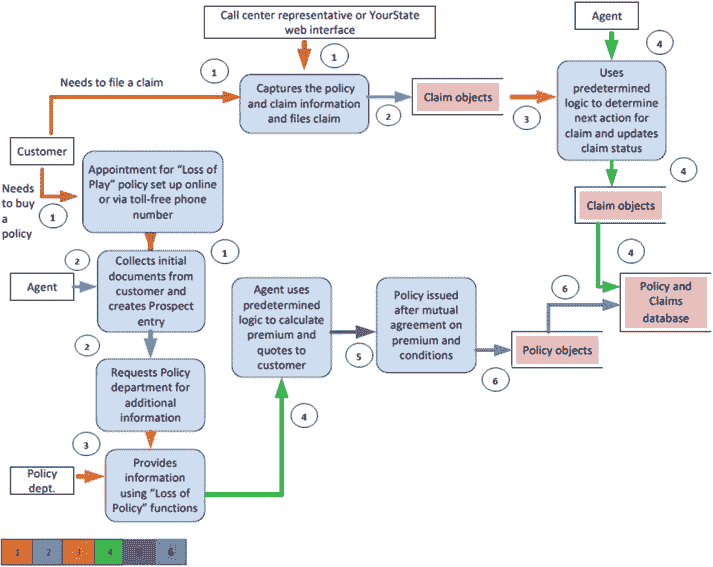 Call center representative or YourState
web interface
Agent
4
1
1
Needs to file a claim
Captures the policy
and claim information
and files claim
2
Claim objects
3
Uses
predetermined
logic to determine
next action for
claim and updates
claim status
4
Customer
Needs
to buy
a
policy
1
Appointment for “Loss of
Play” policy set up online
or via toll-free phone
number
1
Claim objects
4
2
Agent
Collects initial
documents from
customer and
creates Prospect
entry
2
Agent uses
predetermined
logic to calculate
premium and
quotes to
customer
5
Policy issued
after mutual
agreement on
premium and
conditions
6
Policy objects
6
Policy and
Claims
database
Requests Policy
department for
additional
information
4
3
Policy
dept.
Provides
information
using “Loss of
Policy” functions
1 2 3 4 5 6